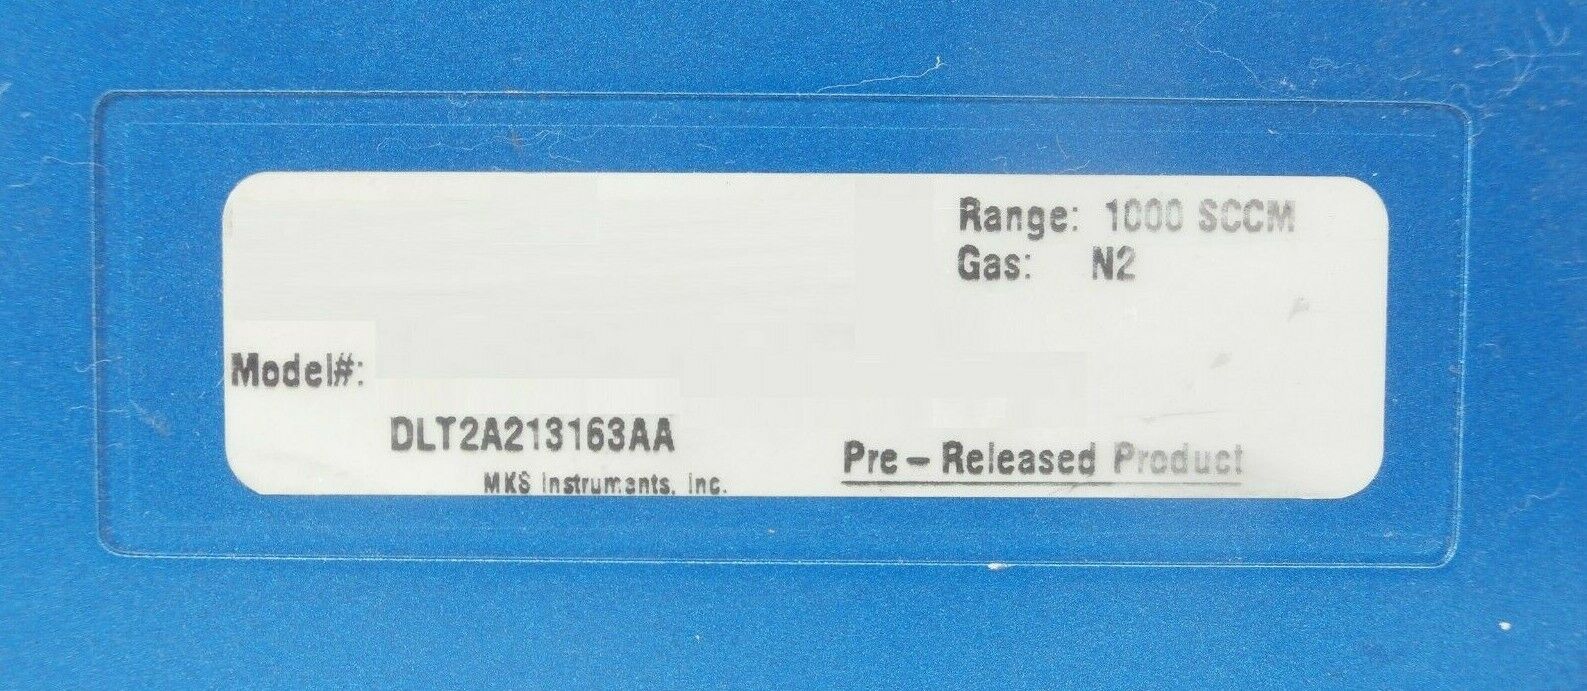 Range: 1000 SCCM
Gas: N2
Model#:
DLT2A213163AA
Pre-Released Product
MKS Instruments, Inc.